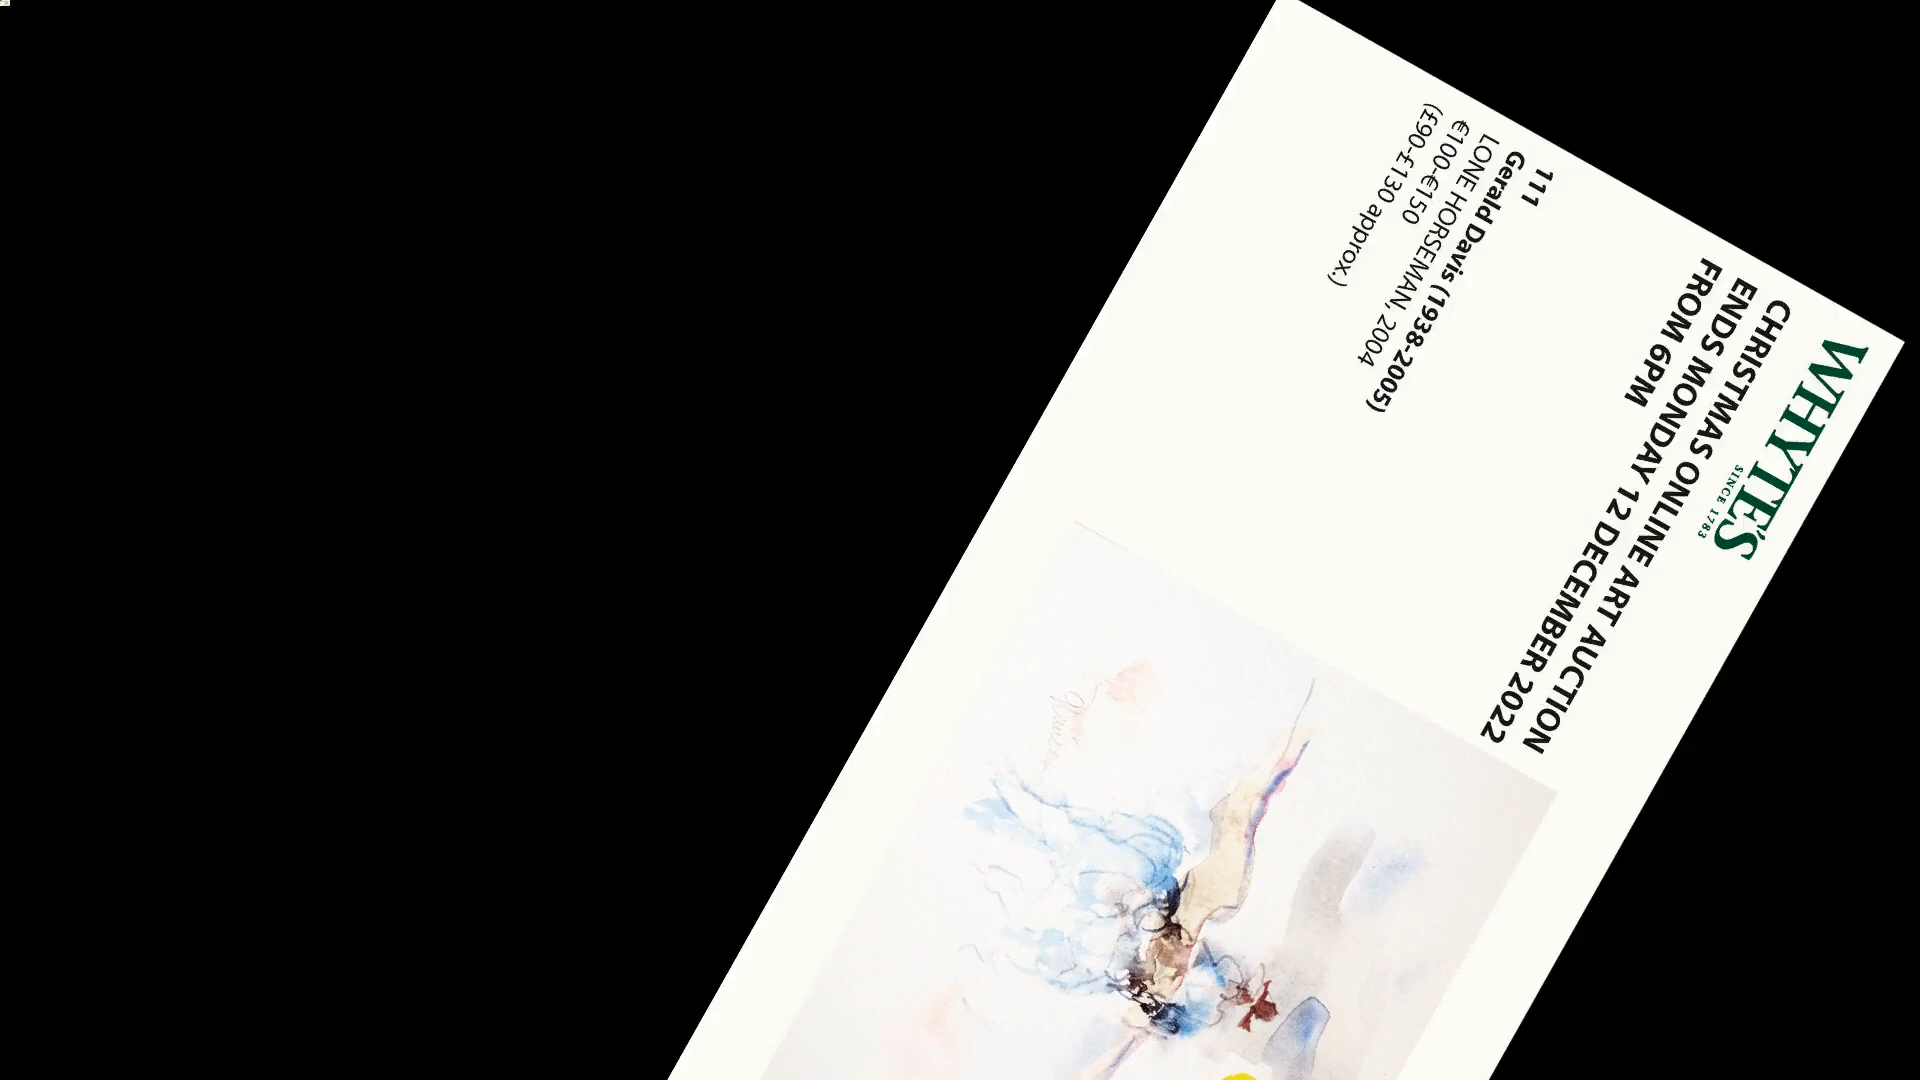 WHYTE'S
SINCE 1783
CHRISTMAS ONLINE ART AUCTION
ENDS MONDAY 12 DECEMBER 2022
FROM 6PM
111
Gerald Davis (1938-2005)
LONE HORSEMAN, 2004
€100-€150
(£90-£130 approx.)